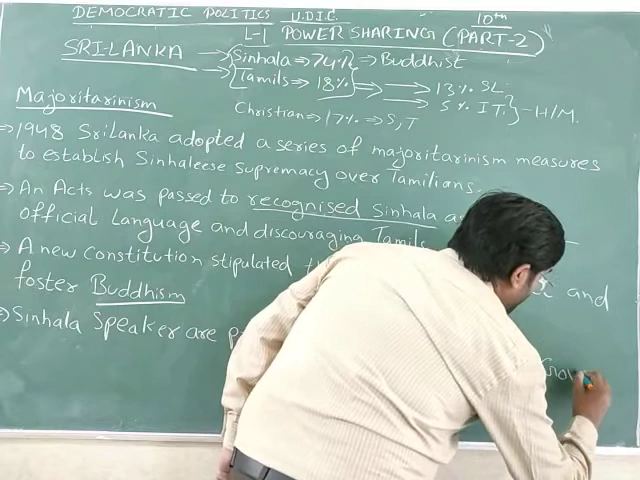 DEMOCRATIC POLITICS U.D.I.C. 10th
L-1 POWER SHARING (PART-2)
SRI-LANKA → Sinhala ⇒ 74% ⇒ Buddhist
→ Tamils ⇒ 18% ⇒ → 13% SL
→ 5% IT. } - H/M.
Christian ⇒ 7% ⇒ S, T
Majoritarinism
⇒ 1948 SriLanka adopted a series of majoritarinism measures
to establish Sinhaleese Supremacy over Tamilians.
⇒ An Acts was passed to recognised Sinhala as
official Language and discouraging Tamils
⇒ A new Constitution stipulated and
foster Buddhism
⇒ Sinhala Speaker are